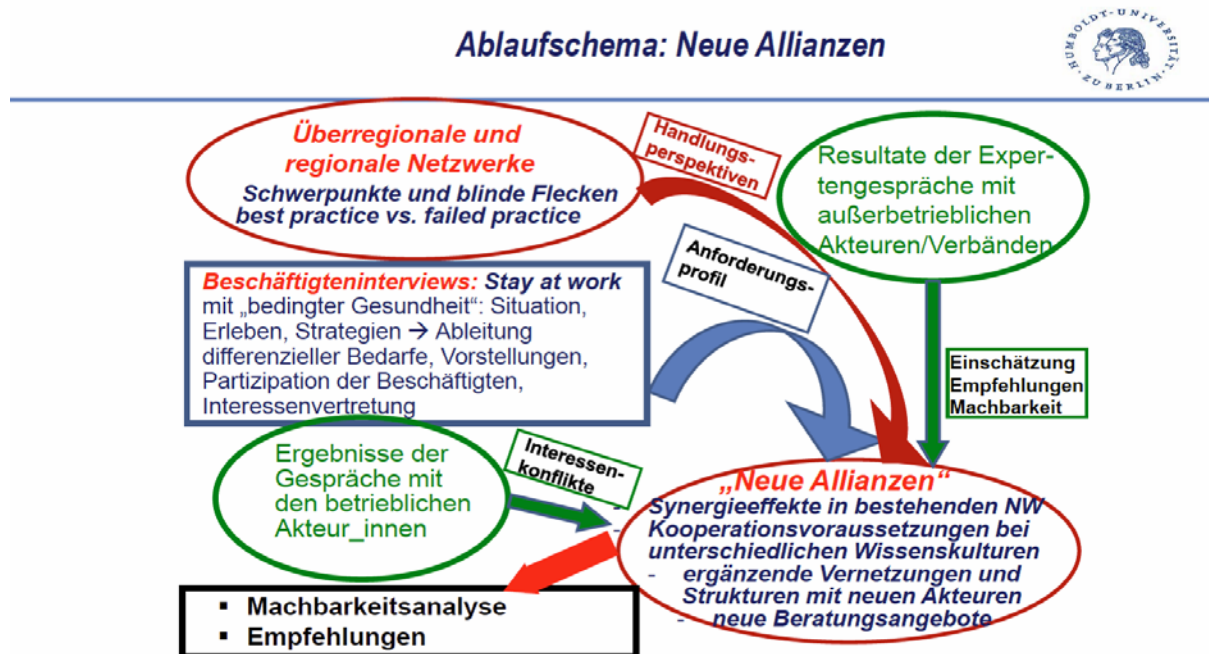 Ablaufschema: Neue Allianzen
HUMBOLDT-UNIVERSITÄT
ZU BERLIN
Überregionale und
regionale Netzwerke
Schwerpunkte und blinde Flecken
best practice vs. failed practice
Handlungs-
perspektiven
Resultate der Exper-
tengespräche mit
außerbetrieblichen
Akteuren/Verbänden
Beschäftigteninterviews: Stay at work
mit „bedingter Gesundheit“: Situation,
Erleben, Strategien → Ableitung
differenzieller Bedarfe, Vorstellungen,
Partizipation der Beschäftigten,
Interessenvertretung
Anforderungs-
profil
Einschätzung
Empfehlungen
Machbarkeit
Ergebnisse der
Gespräche mit
den betrieblichen
Akteur_innen
Interessen-
konflikte
„Neue Allianzen“
- Synergieeffekte in bestehenden NW
- Kooperationsvoraussetzungen bei
unterschiedlichen Wissenskulturen
- ergänzende Vernetzungen und
Strukturen mit neuen Akteuren
- neue Beratungsangebote
▪ Machbarkeitsanalyse
▪ Empfehlungen